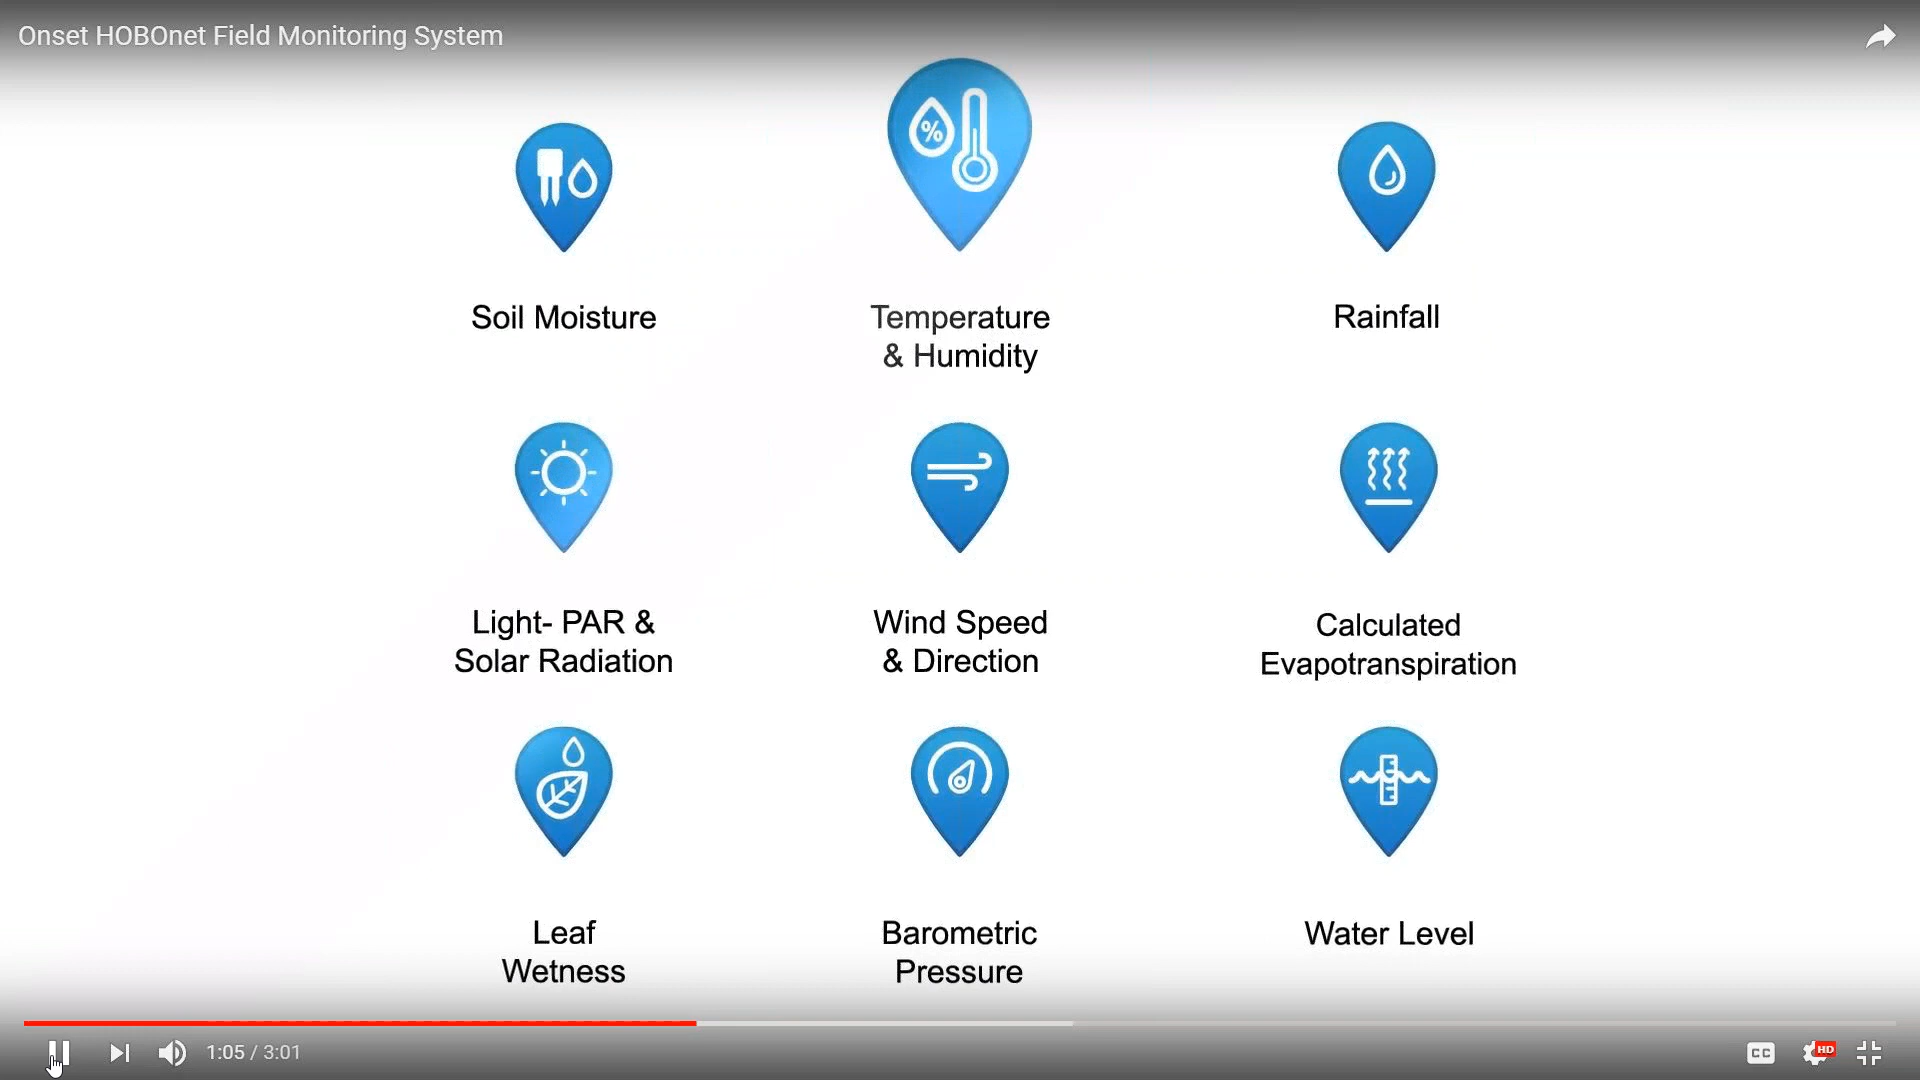 Onset HOBOnet Field Monitoring System
%
Soil Moisture
Temperature
& Humidity
Rainfall
Light- PAR &
Solar Radiation
Wind Speed
& Direction
Calculated
Evapotranspiration
Leaf
Wetness
Barometric
Pressure
Water Level
1:05 / 3:01
CC
HD